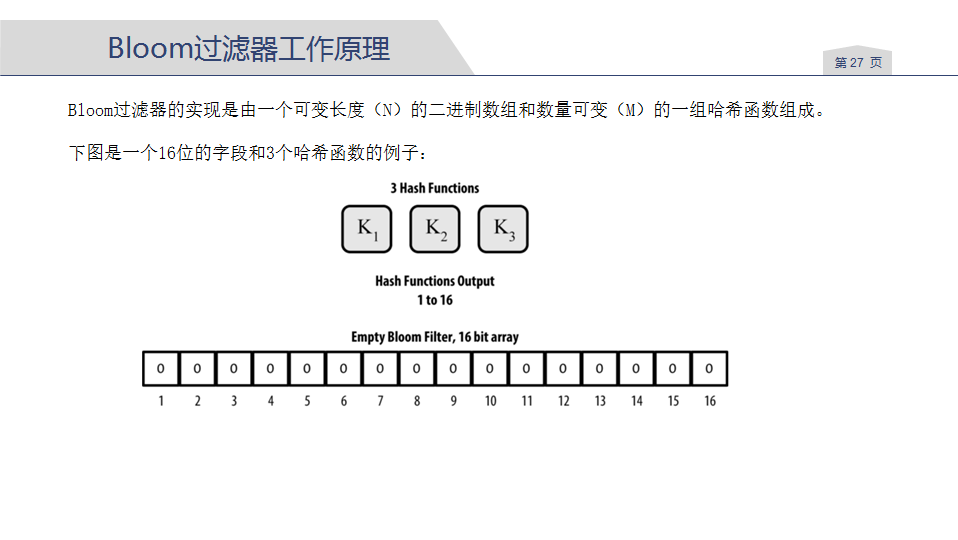 Bloom过滤器工作原理
第 27 页
Bloom过滤器的实现是由一个可变长度（N）的二进制数组和数量可变（M）的一组哈希函数组成。
下图是一个16位的字段和3个哈希函数的例子：
3 Hash Functions
K1 K2 K3
Hash Functions Output
1 to 16
Empty Bloom Filter, 16 bit array
0 0 0 0 0 0 0 0 0 0 0 0 0 0 0 0
1 2 3 4 5 6 7 8 9 10 11 12 13 14 15 16